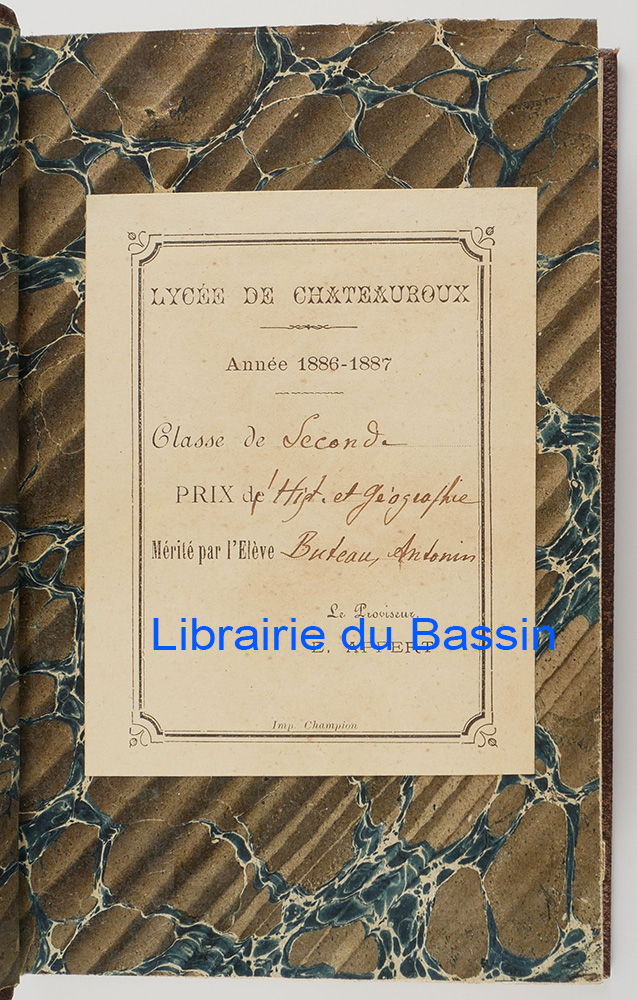 LYCÉE DE CHATEAUROUX
Année 1886-1887
Classe de Seconde
PRIX d'Hist. et Géographie
Mérité par l'Elève Buteau, Antonin
Le Proviseur,
Librairie du Bassin
E. APPERT
Imp. Champion